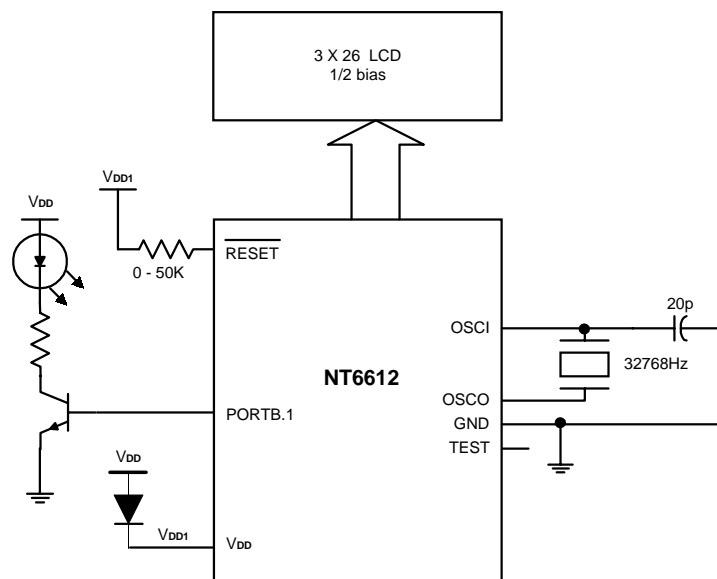 3 X 26 LCD
1/2 bias
VDD1
VDD
RESET
0 - 50K
20p
OSCI
32768Hz
NT6612
OSCO
PORTB.1
GND
TEST
VDD
VDD1
VDD